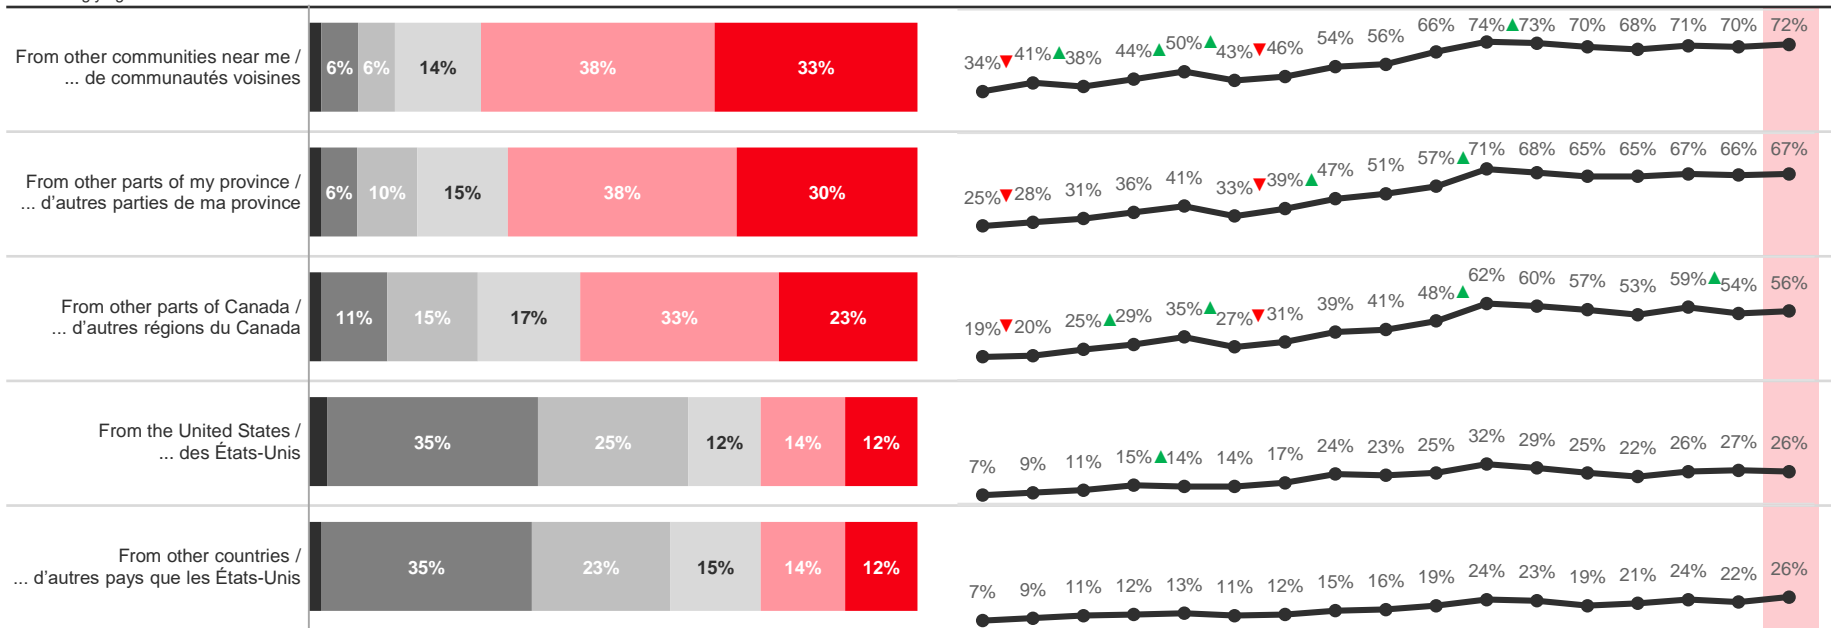 From other communities near me /
... de communautés voisines
6% 6% 14% 38% 33%
34% 41% 38% 44% 50% 43% 46% 54% 56% 66% 74% 73% 70% 68% 71% 70% 72%
From other parts of my province /
... d'autres parties de ma province
6% 10% 15% 38% 30%
25% 28% 31% 36% 41% 33% 39% 47% 51% 57% 71% 68% 65% 65% 67% 66% 67%
From other parts of Canada /
... d'autres régions du Canada
11% 15% 17% 33% 23%
19% 20% 25% 29% 35% 27% 31% 39% 41% 48% 62% 60% 57% 53% 59% 54% 56%
From the United States /
... des États-Unis
35% 25% 12% 14% 12%
7% 9% 11% 15% 14% 14% 17% 24% 23% 25% 32% 29% 25% 22% 26% 27% 26%
From other countries /
... d'autres pays que les États-Unis
35% 23% 15% 14% 12%
7% 9% 11% 12% 13% 11% 12% 15% 16% 19% 24% 23% 19% 21% 24% 22% 26%